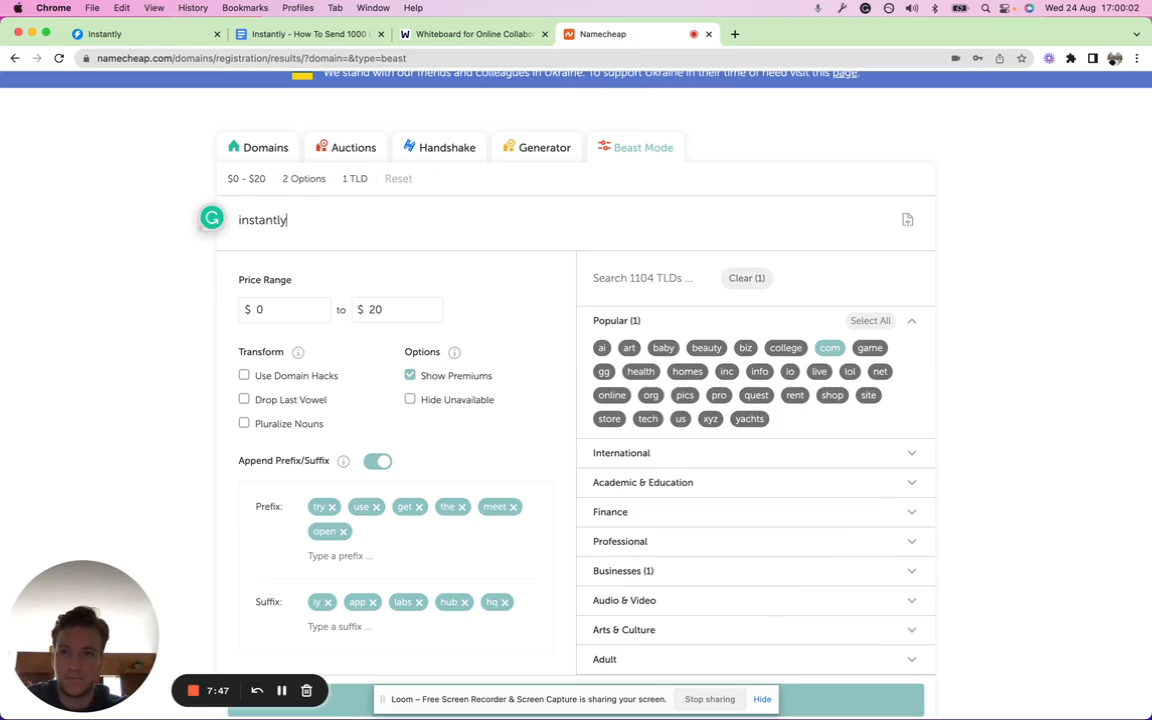 Chrome File Edit View History Bookmarks Profiles Tab Window Help Wed 24 Aug 17:00:02
Instantly Instantly - How To Send 1000 Whiteboard for Online Collabor Namecheap
namecheap.com/domains/registration/results/?domain=&type=beast
We stand with our friends and colleagues in Ukraine. To support Ukraine in their time of need visit this page.
Domains Auctions Handshake Generator Beast Mode
$0 - $20 2 Options 1 TLD Reset
instantly
Price Range
$ 0 to $ 20
Transform Options
Use Domain Hacks Show Premiums
Drop Last Vowel Hide Unavailable
Pluralize Nouns
Append Prefix/Suffix
Prefix: try use get the meet
open
Type a prefix ...
Suffix: ly app labs hub hq
Type a suffix ...
Search 1104 TLDs ... Clear (1)
Popular (1) Select All
ai art baby beauty biz college com game
gg health homes inc info io live lol net
online org pics pro quest rent shop site
store tech us xyz yachts
International
Academic & Education
Finance
Professional
Businesses (1)
Audio & Video
Arts & Culture
Adult
7:47
Loom – Free Screen Recorder & Screen Capture is sharing your screen. Stop sharing Hide